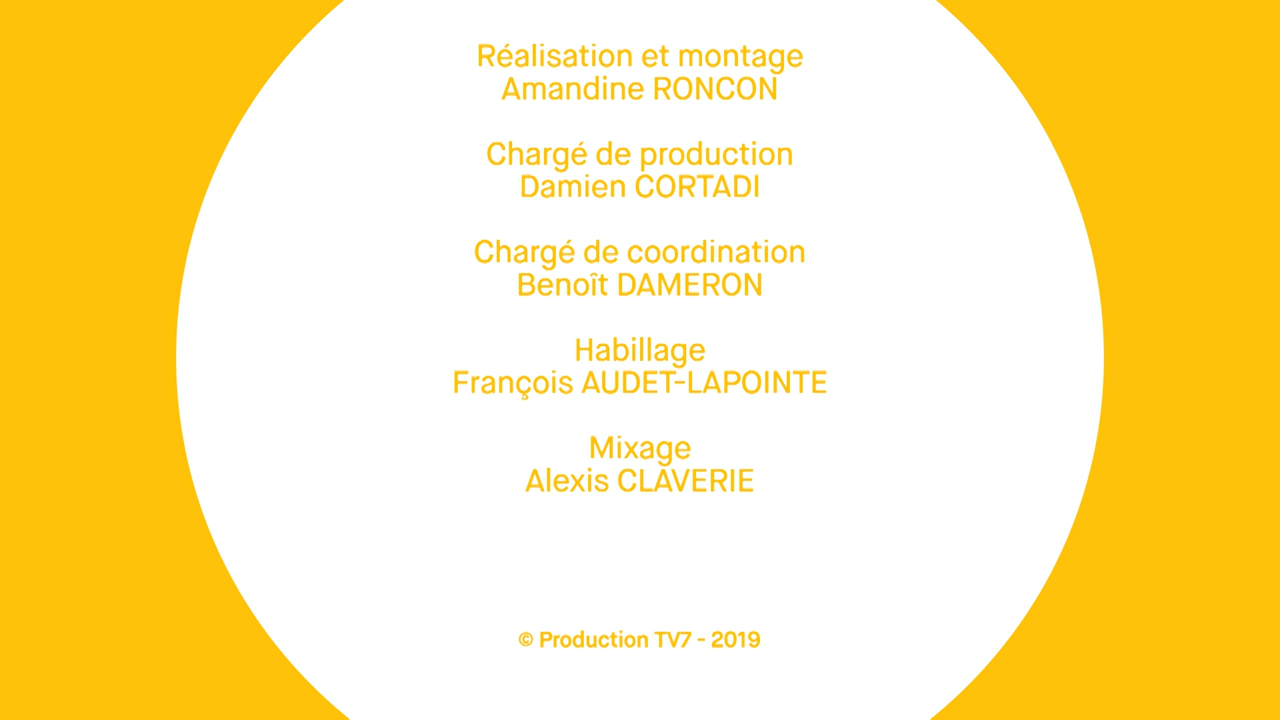 Réalisation et montage
Amandine RONCON
Chargé de production
Damien CORTADI
Chargé de coordination
Benoît DAMERON
Habillage
François AUDET-LAPOINTE
Mixage
Alexis CLAVERIE
© Production TV7 - 2019